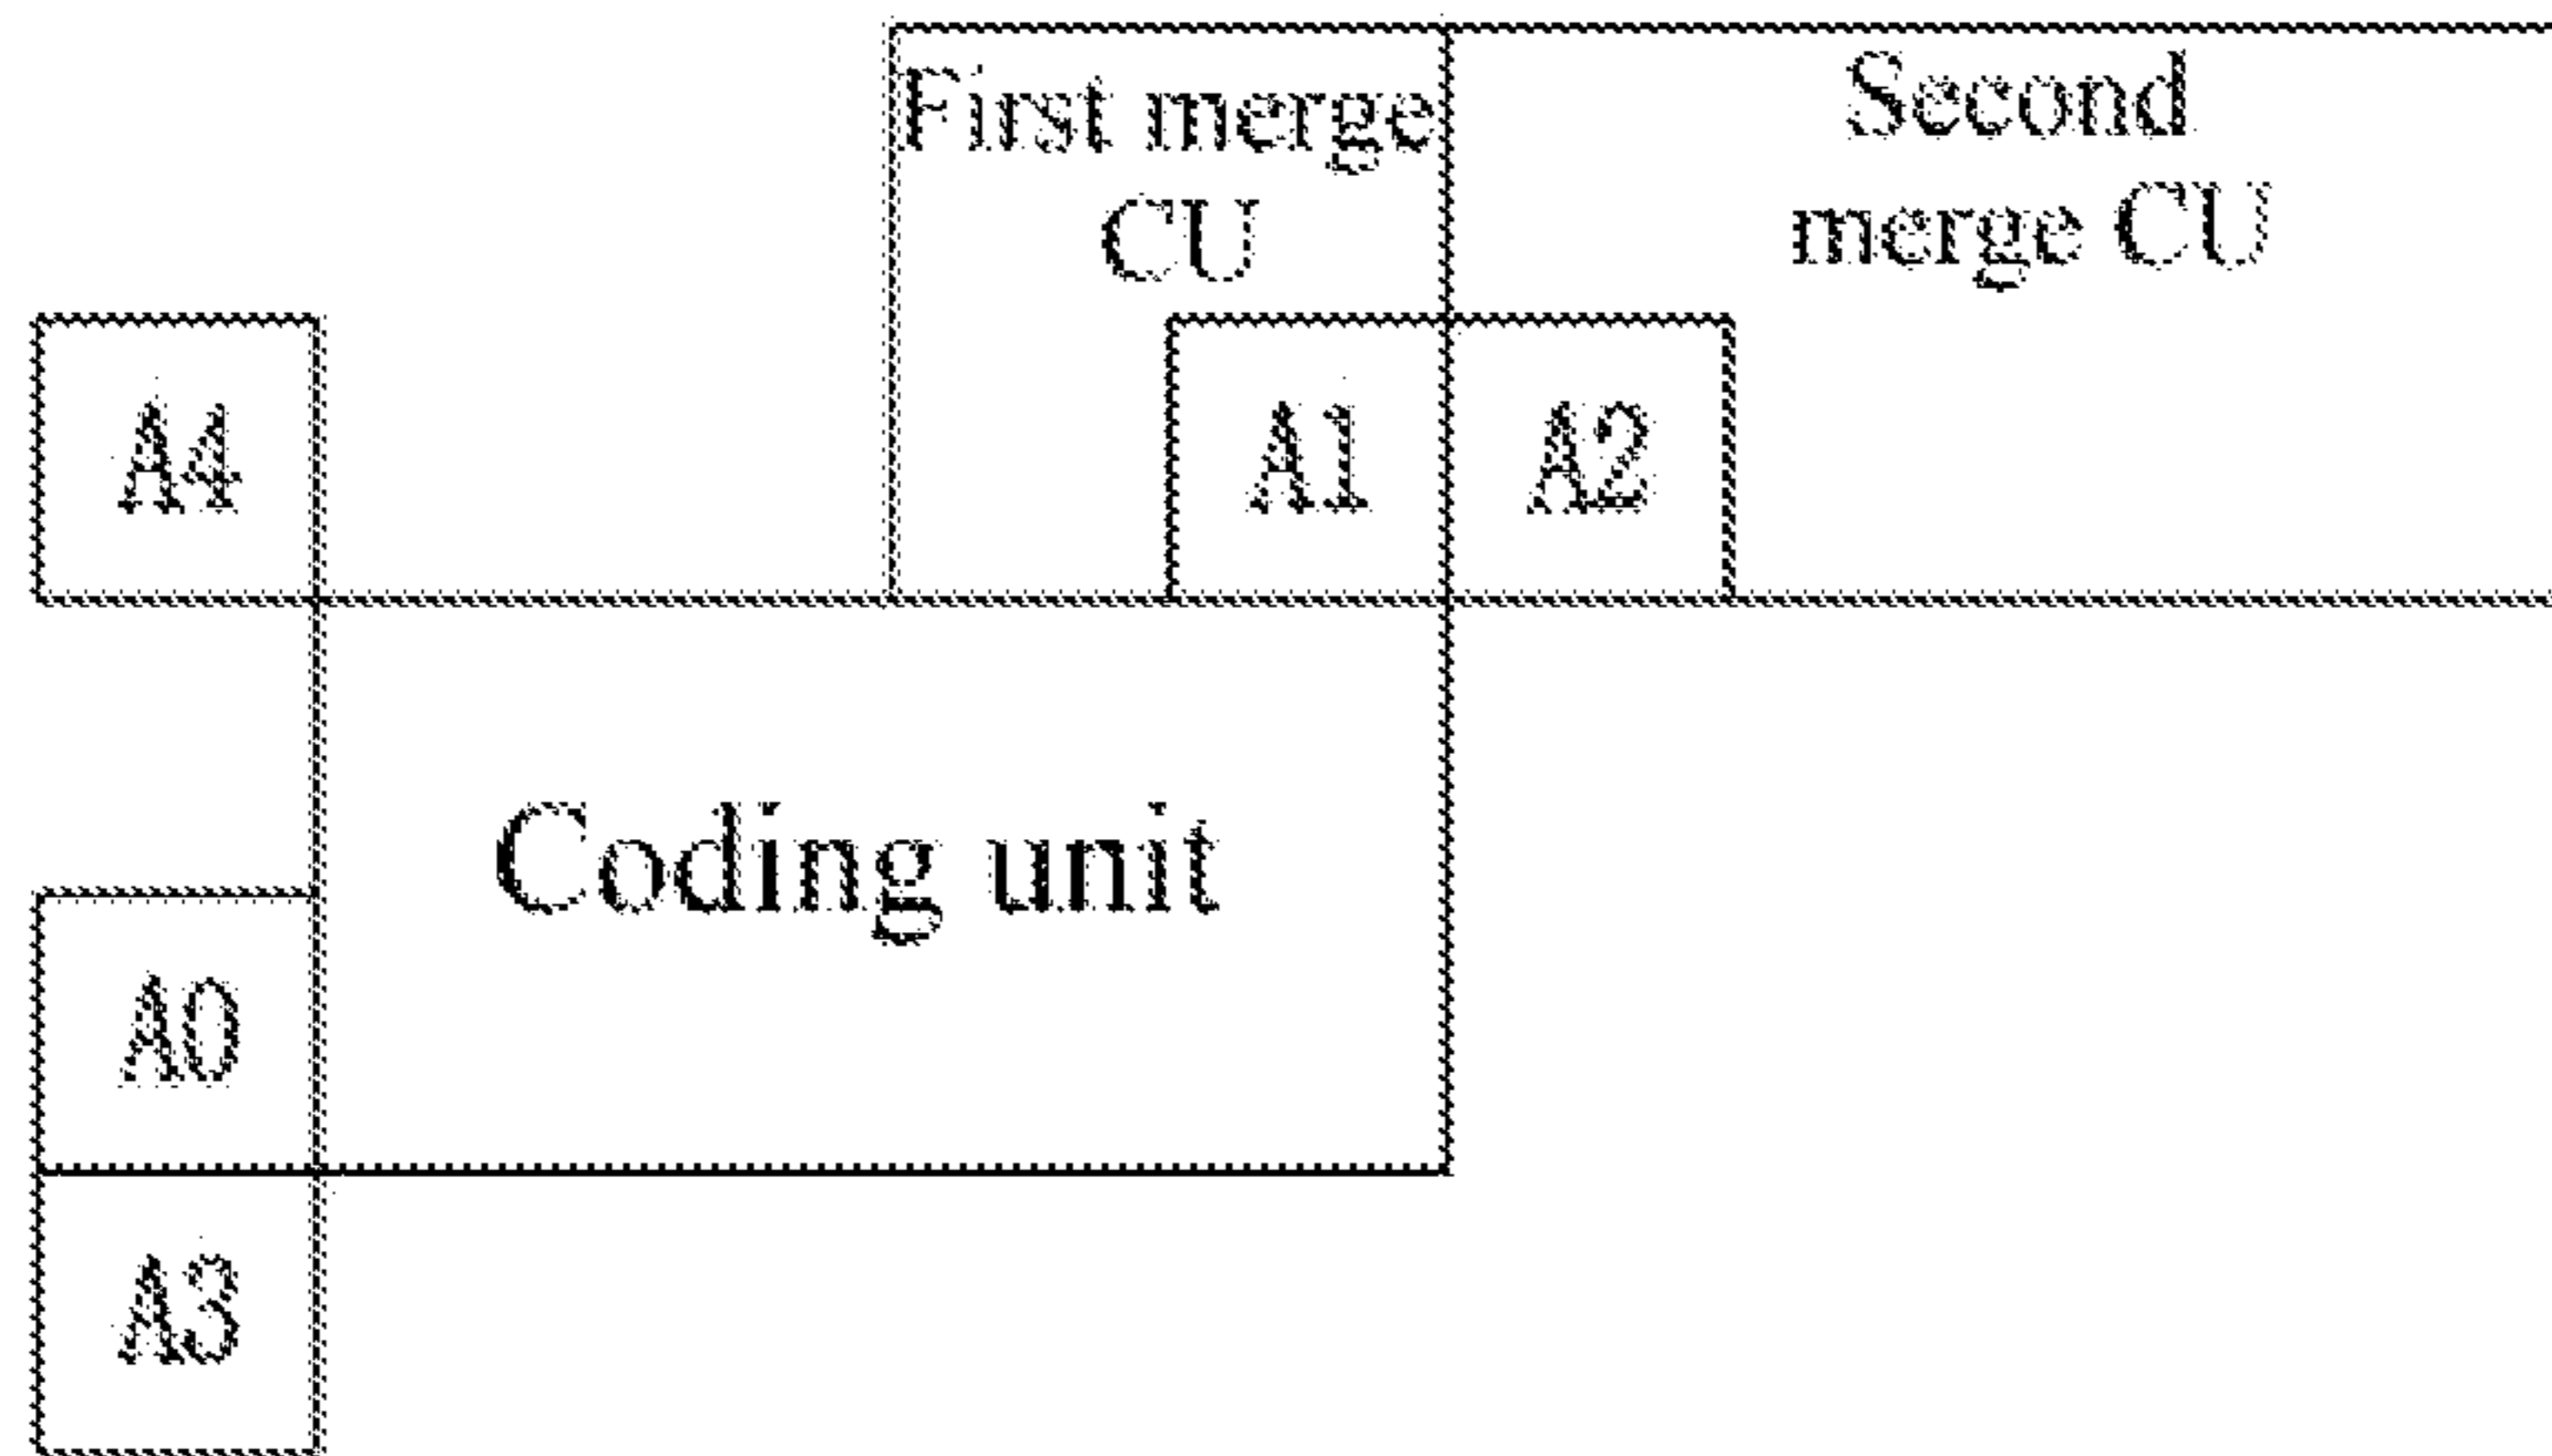 First merge
CU
Second
merge CU
A4
A1
A2
Coding unit
A0
A3